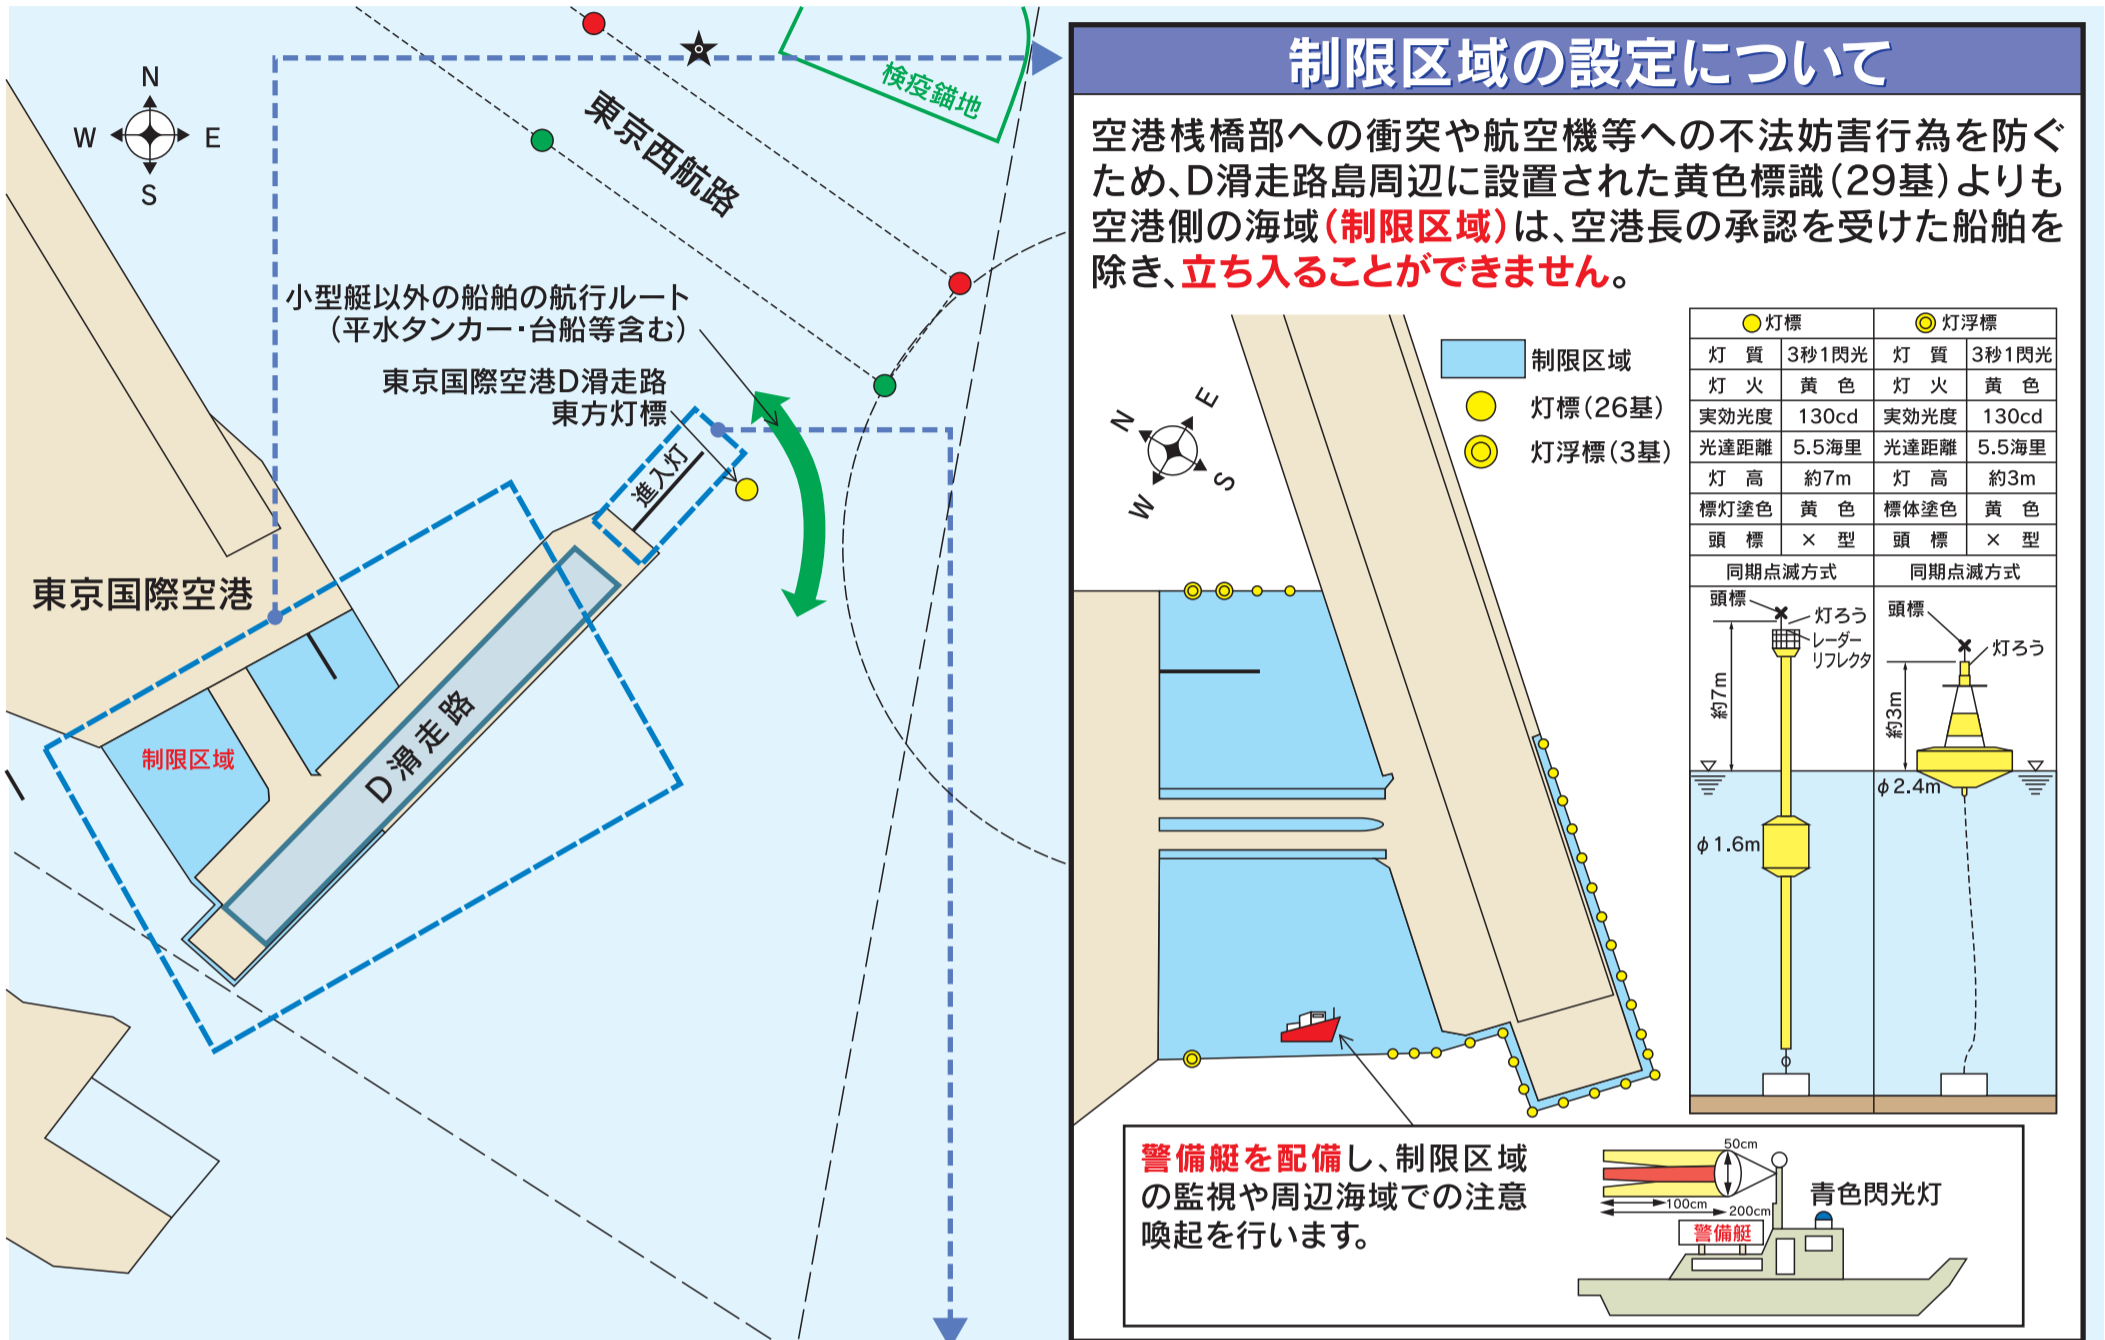 N
W
E
S
検疫錨地
東京西航路
小型艇以外の船舶の航行ルート
(平水タンカー・台船等含む)
東京国際空港D滑走路
東方灯標
進入灯
東京国際空港
制限区域
D滑走路
制限区域の設定について
空港桟橋部への衝突や航空機等への不法妨害行為を防ぐ
ため、D滑走路島周辺に設置された黄色標識(29基)よりも
空港側の海域(制限区域)は、空港長の承認を受けた船舶を
除き、立ち入ることができません。
制限区域
灯標(26基)
灯浮標(3基)
N
E
W
S
灯標 灯浮標
灯 質 3秒1閃光 灯 質 3秒1閃光
灯 火 黄 色 灯 火 黄 色
実効光度 130cd 実効光度 130cd
光達距離 5.5海里 光達距離 5.5海里
灯 高 約7m 灯 高 約3m
標灯塗色 黄 色 標体塗色 黄 色
頭 標 × 型 頭 標 × 型
同期点滅方式 同期点滅方式
頭標
灯ろう
レーダー
リフレクタ
約7m
φ1.6m
頭標
灯ろう
約3m
φ2.4m
警備艇を配備し、制限区域
の監視や周辺海域での注意
喚起を行います。
50cm
100cm
200cm
警備艇
青色閃光灯